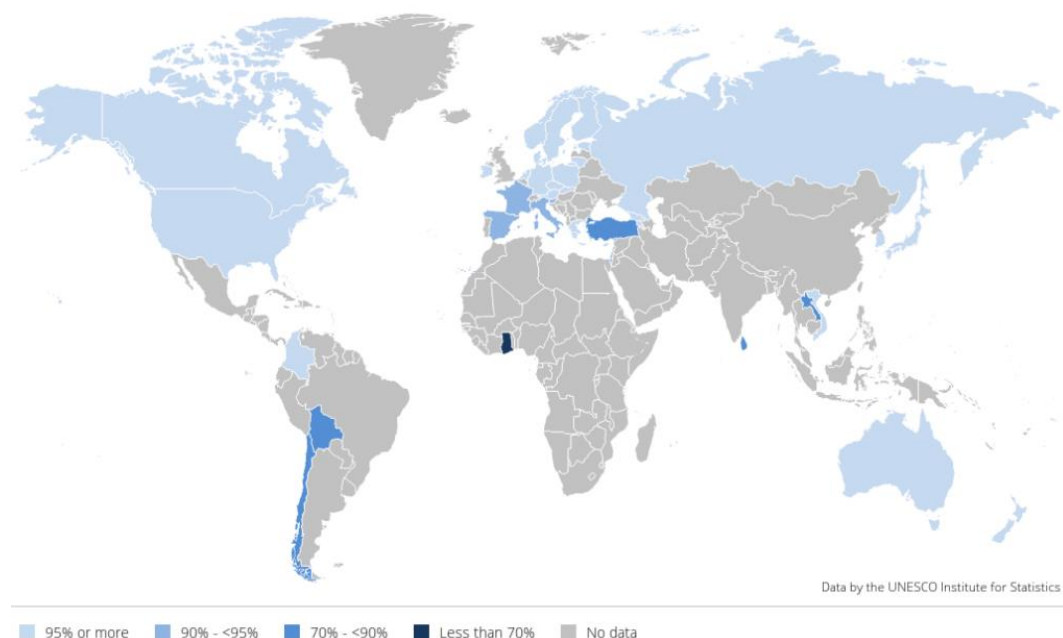 Data by the UNESCO Institute for Statistics
95% or more 90% - <95% 70% - <90% Less than 70% No data